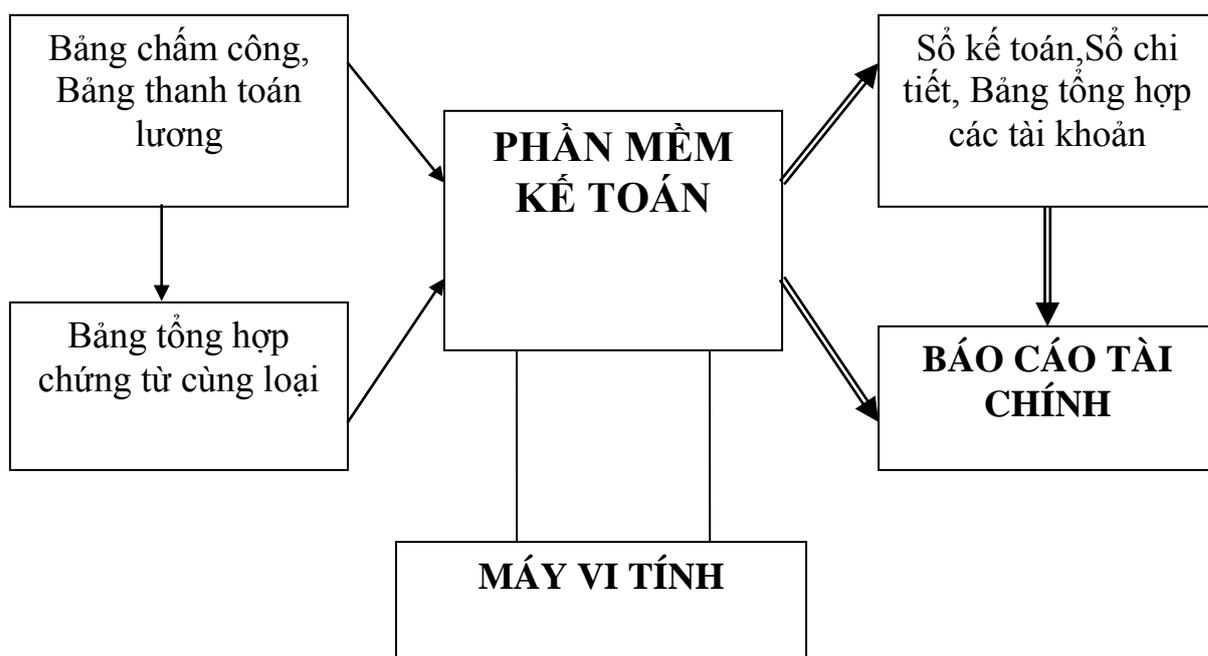 Bảng chấm công,
Bảng thanh toán
lương
Bảng tổng hợp
chứng từ cùng loại
PHẦN MỀM
KẾ TOÁN
MÁY VI TÍNH
Sổ kế toán,Sổ chi
tiết, Bảng tổng hợp
các tài khoản
BÁO CÁO TÀI
CHÍNH